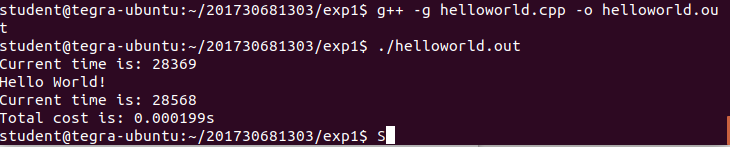 student@tegra-ubuntu:~/201730681303/exp1$ g++ -g helloworld.cpp -o helloworld.ou
t
student@tegra-ubuntu:~/201730681303/exp1$ ./helloworld.out
Current time is: 28369
Hello World!
Current time is: 28568
Total cost is: 0.000199s
student@tegra-ubuntu:~/201730681303/exp1$ S